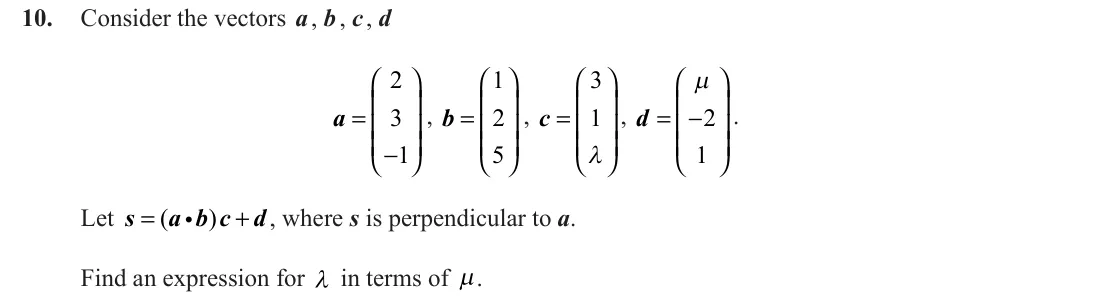 10. Consider the vectors a, b, c, d
a = (2 3 −1), b = (1 2 5), c = (3 1 λ), d = (μ −2 1).
Let s = (a • b)c + d, where s is perpendicular to a.
Find an expression for λ in terms of μ.